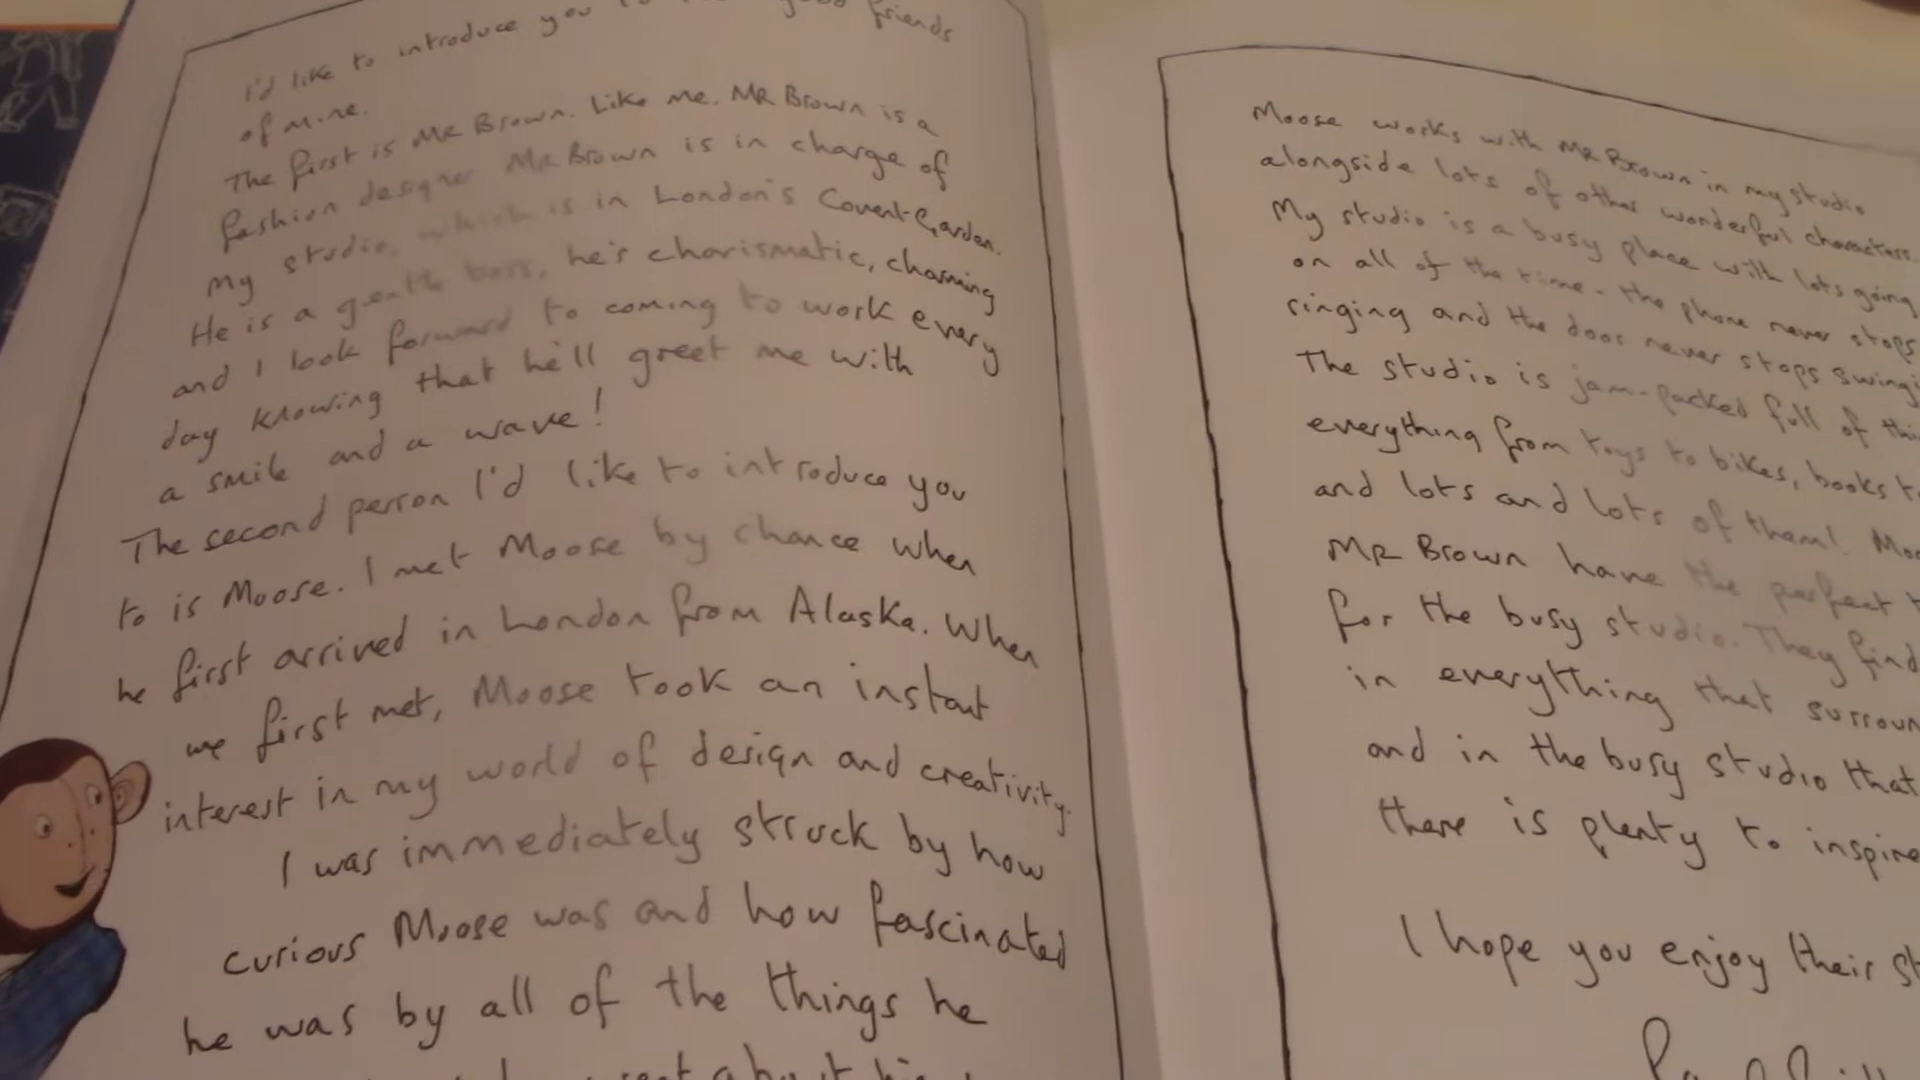 I'd like to introduce you to good friends
of mine.
The first is MR Brown. Like me, MR Brown is a
fashion designer MR Brown is in charge of
my studio, which is in London's Covent Garden.
He is a gentle boss, he's charismatic, charming
and I look forward to coming to work every
day knowing that he'll greet me with
a smile and a wave!
The second person I'd like to introduce you
to is Moose. I met Moose by chance when
he first arrived in London from Alaska. When
we first met, Moose took an instant
interest in my world of design and creativity.
I was immediately struck by how
curious Moose was and how fascinated
he was by all of the things he
about
Moose works with MR Brown in my studio
alongside lots of other wonderful characters.
My studio is a busy place with lots going
on all of the time - the phone never stops
ringing and the door never stops
The studio is jam-packed full of
everything from toys to bikes, books
and lots and lots of them!
MR Brown have the perfect
for the busy studio. They find
in everything that
and in the busy studio that
there is plenty to inspire
I hope you enjoy their